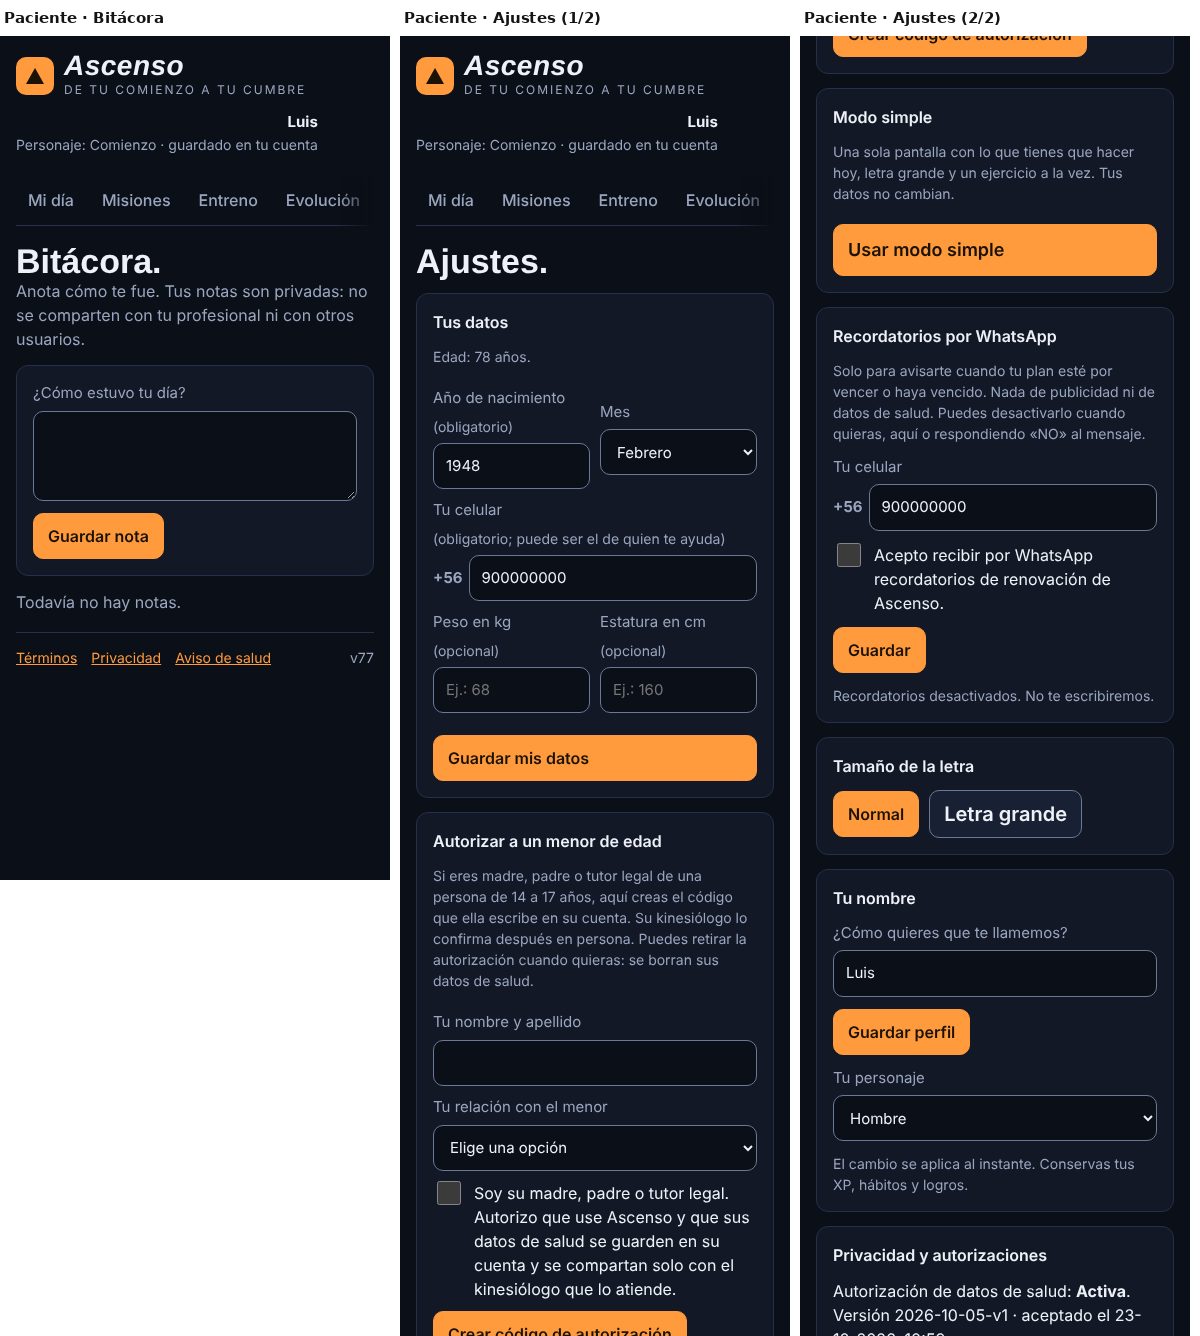 Paciente · Bitácora
Ascenso
DE TU COMIENZO A TU CUMBRE
Luis
Personaje: Comienzo · guardado en tu cuenta
Mi día Misiones Entreno Evolución
Bitácora.
Anota cómo te fue. Tus notas son privadas: no
se comparten con tu profesional ni con otros
usuarios.
¿Cómo estuvo tu día?
Guardar nota
Todavía no hay notas.
Términos Privacidad Aviso de salud v77
Paciente · Ajustes (1/2)
Ascenso
DE TU COMIENZO A TU CUMBRE
Luis
Personaje: Comienzo · guardado en tu cuenta
Mi día Misiones Entreno Evolución
Ajustes.
Tus datos
Edad: 78 años.
Año de nacimiento
(obligatorio)
1948
Mes
Febrero
Tu celular
(obligatorio; puede ser el de quien te ayuda)
+56 900000000
Peso en kg
(opcional)
Ej.: 68
Estatura en cm
(opcional)
Ej.: 160
Guardar mis datos
Autorizar a un menor de edad
Si eres madre, padre o tutor legal de una
persona de 14 a 17 años, aquí creas el código
que ella escribe en su cuenta. Su kinesiólogo lo
confirma después en persona. Puedes retirar la
autorización cuando quieras: se borran sus
datos de salud.
Tu nombre y apellido
Tu relación con el menor
Elige una opción
Soy su madre, padre o tutor legal.
Autorizo que use Ascenso y que sus
datos de salud se guarden en su
cuenta y se compartan solo con el
kinesiólogo que lo atiende.
Crear código de autorización
Paciente · Ajustes (2/2)
Crear código de autorización
Modo simple
Una sola pantalla con lo que tienes que hacer
hoy, letra grande y un ejercicio a la vez. Tus
datos no cambian.
Usar modo simple
Recordatorios por WhatsApp
Solo para avisarte cuando tu plan esté por
vencer o haya vencido. Nada de publicidad ni de
datos de salud. Puedes desactivarlo cuando
quieras, aquí o respondiendo «NO» al mensaje.
Tu celular
+56 900000000
Acepto recibir por WhatsApp
recordatorios de renovación de
Ascenso.
Guardar
Recordatorios desactivados. No te escribiremos.
Tamaño de la letra
Normal Letra grande
Tu nombre
¿Cómo quieres que te llamemos?
Luis
Guardar perfil
Tu personaje
Hombre
El cambio se aplica al instante. Conservas tus
XP, hábitos y logros.
Privacidad y autorizaciones
Autorización de datos de salud: Activa.
Versión 2026-10-05-v1 · aceptado el 23-